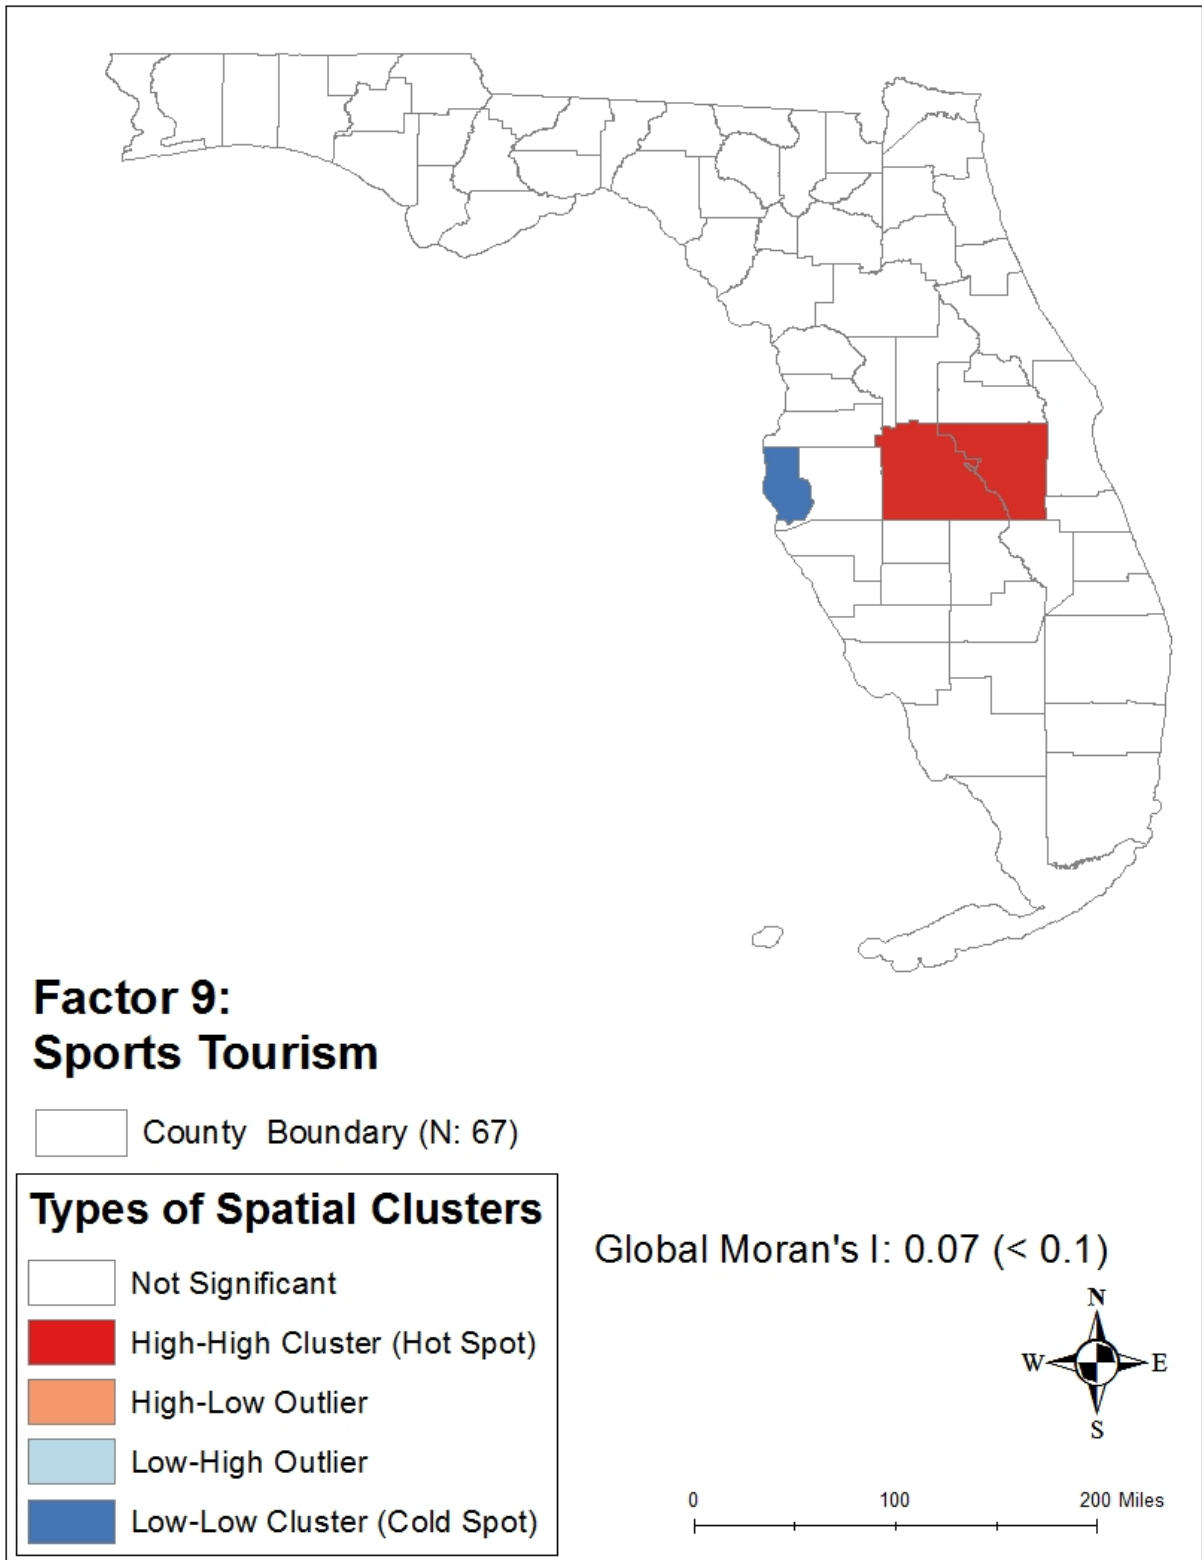 Factor 9:
Sports Tourism
County  Boundary (N: 67)
Types of Spatial Clusters
Not Significant
High-High Cluster (Hot Spot)
High-Low Outlier
Low-High Outlier
Low-Low Cluster (Cold Spot)
Global Moran's I: 0.07 (< 0.1)
N
W E
S
0 100 200 Miles